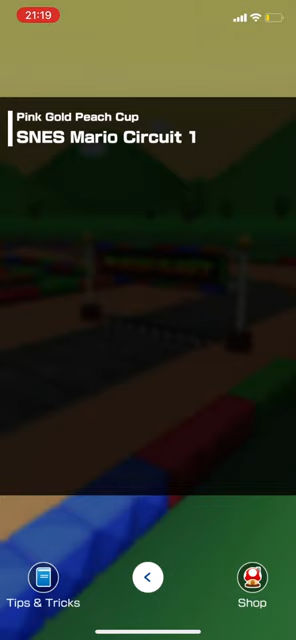 21:19
Pink Gold Peach Cup
SNES Mario Circuit 1
Tips & Tricks
Shop